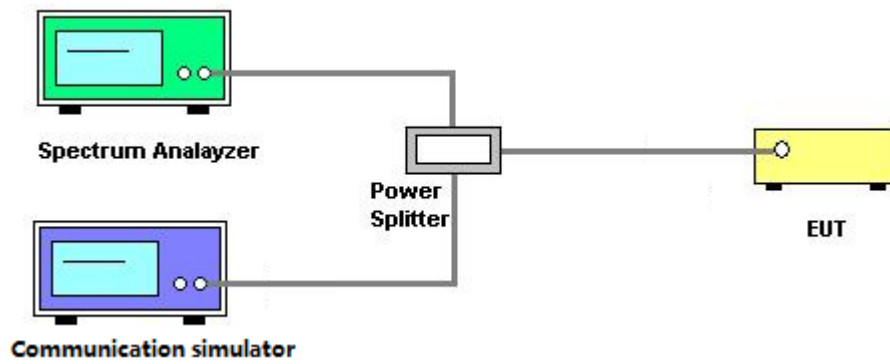 Spectrum Analayzer
Power
Splitter
EUT
Communication simulator